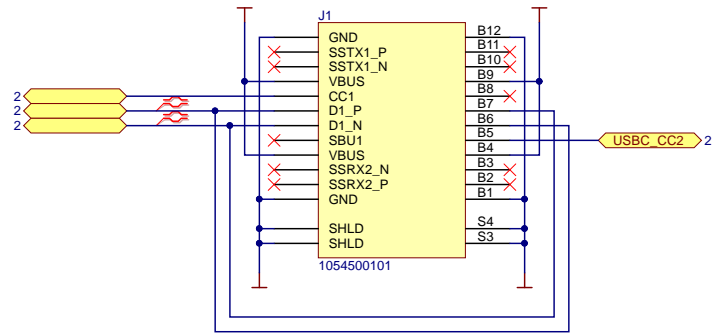 J1
GND B12
SSTX1_P B11
SSTX1_N B10
VBUS B9
2 CC1 B8
2 D1_P B7
2 D1_N B6
SBU1 B5 USBC_CC2 2
VBUS B4
SSRX2_N B3
SSRX2_P B2
GND B1
SHLD S4
SHLD S3
1054500101